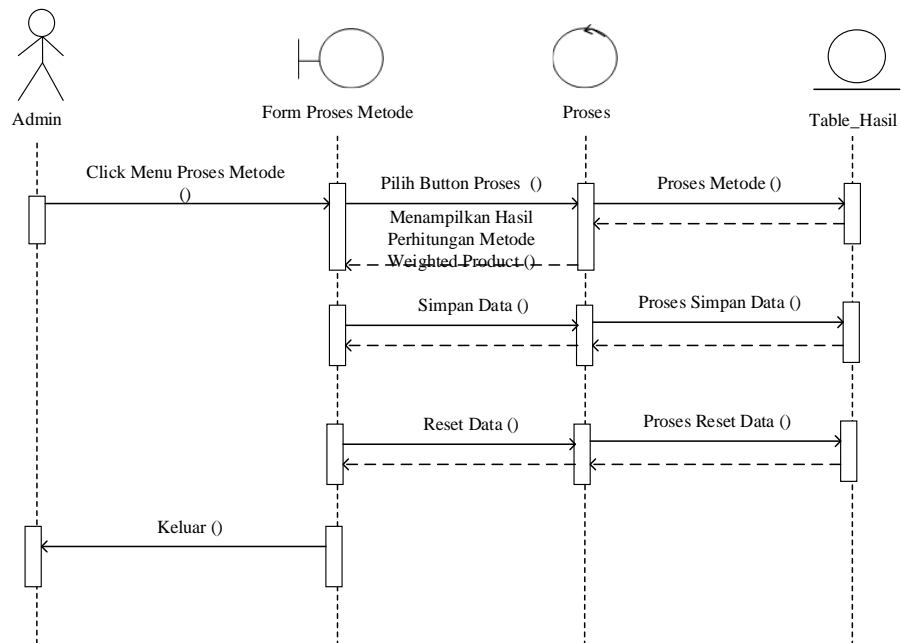 Admin
Form Proses Metode
Proses
Table_Hasil
Click Menu Proses Metode
()
Pilih Button Proses ()
Proses Metode ()
Menampilkan Hasil
Perhitungan Metode
Weighted Product ()
Simpan Data ()
Proses Simpan Data ()
Reset Data ()
Proses Reset Data ()
Keluar ()